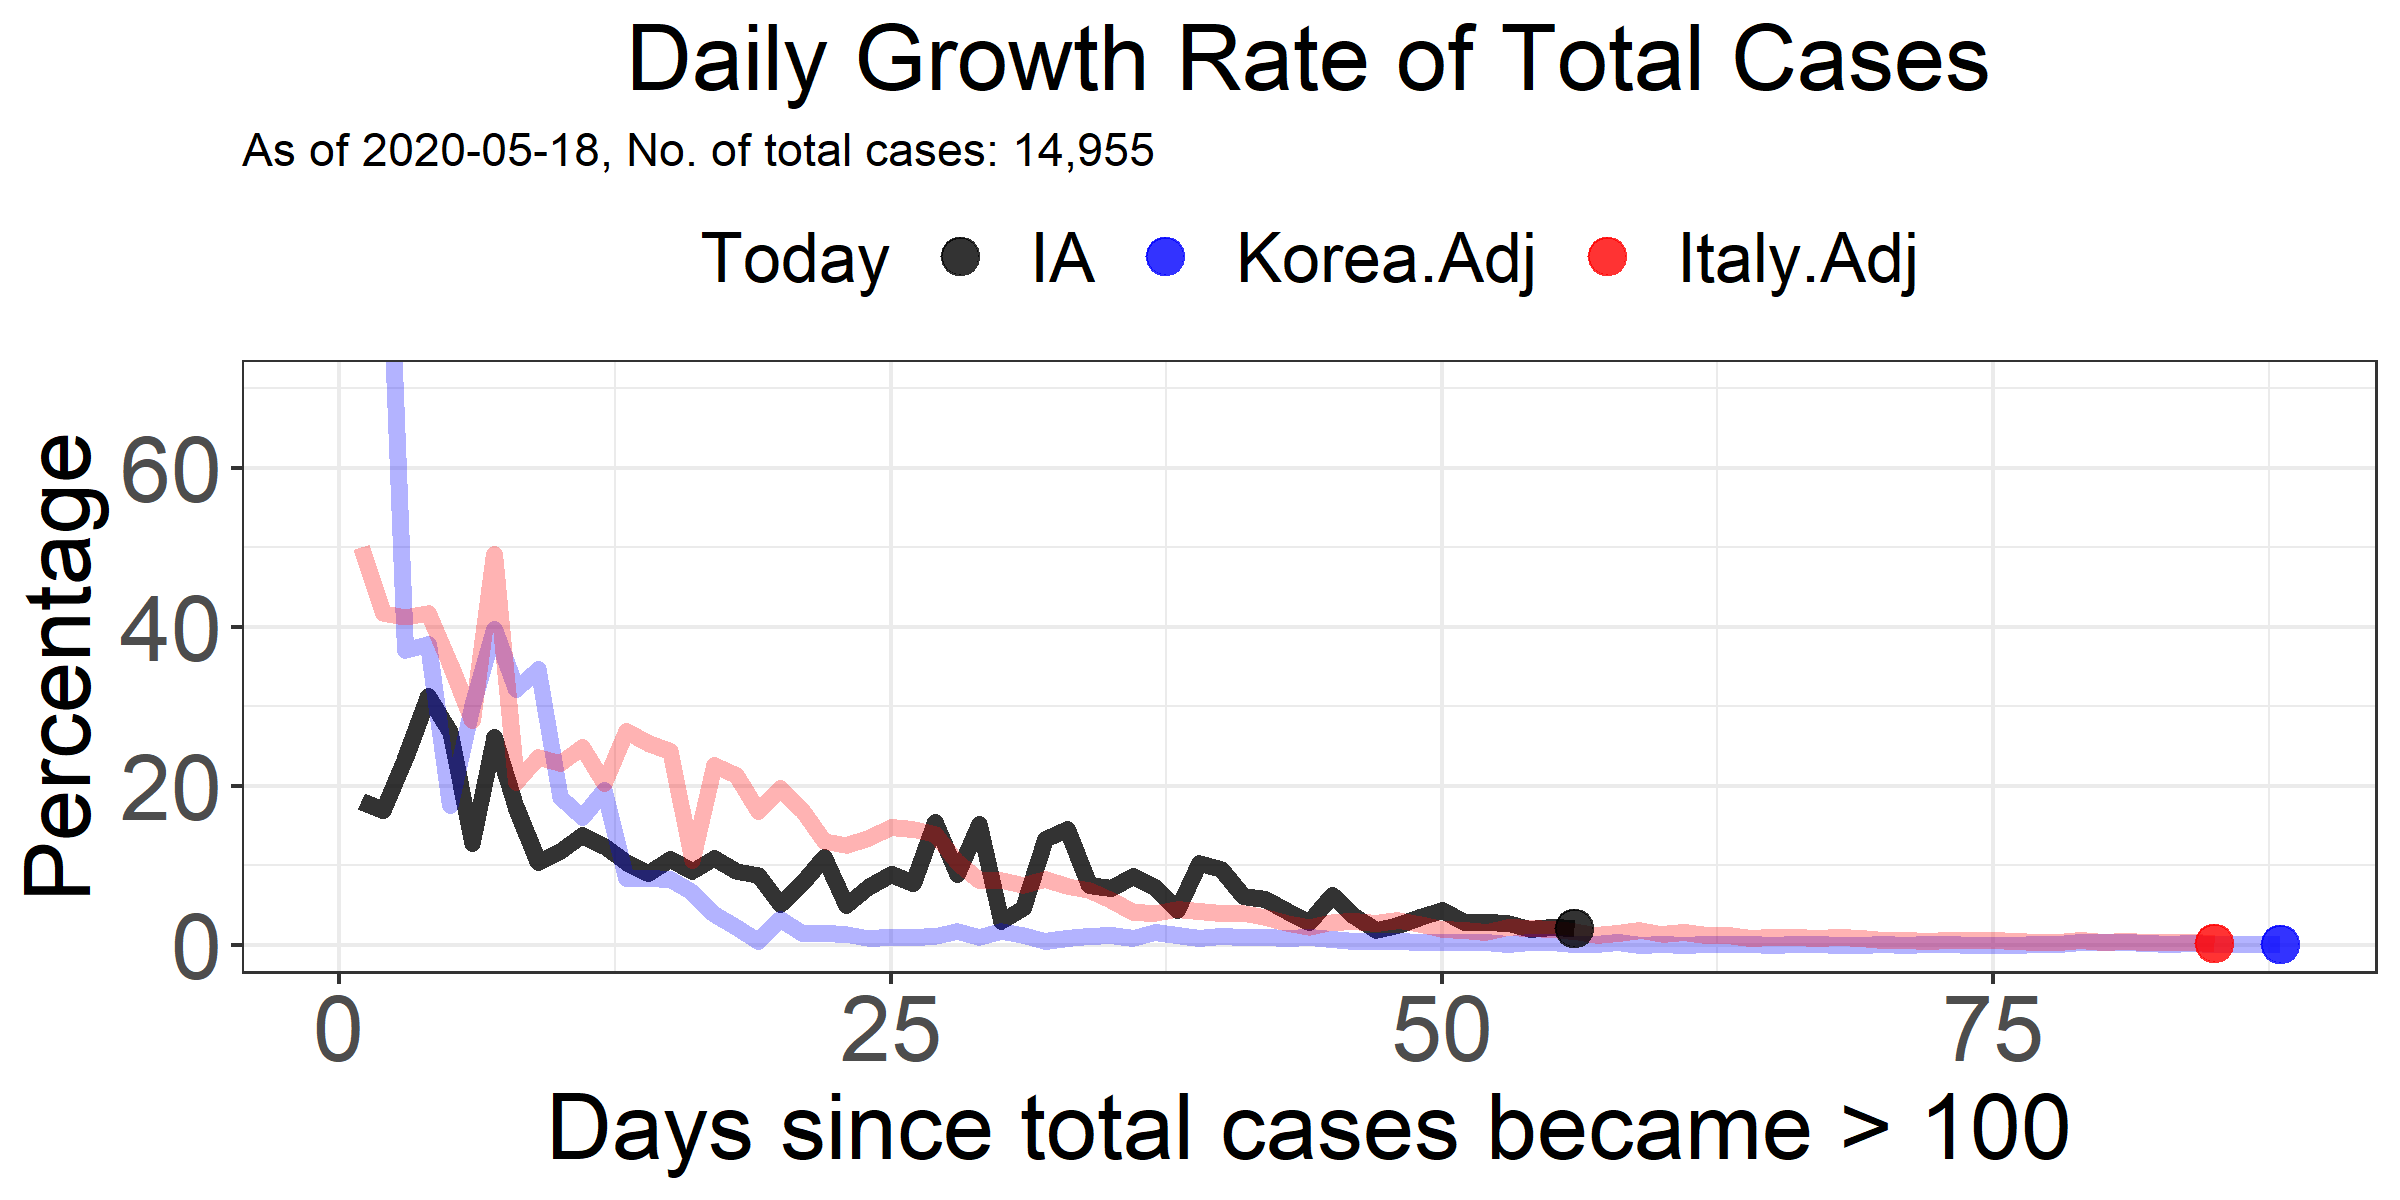 Daily Growth Rate of Total Cases
As of 2020-05-18, No. of total cases: 14,955
Today IA Korea.Adj Italy.Adj
Percentage
60
40
20
0
0 25 50 75
Days since total cases became > 100